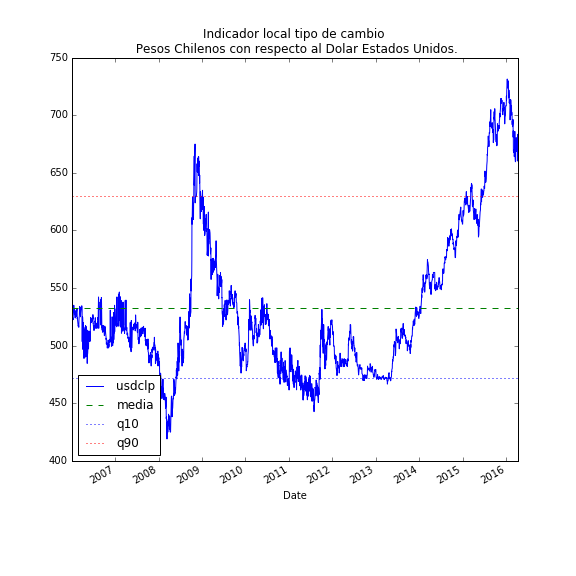 Indicador local tipo de cambio
Pesos Chilenos con respecto al Dolar Estados Unidos.
750
700
650
600
550
500
450
400
usdclp
media
q10
q90
2007
2008
2009
2010
2011
2012
2013
2014
2015
2016
Date